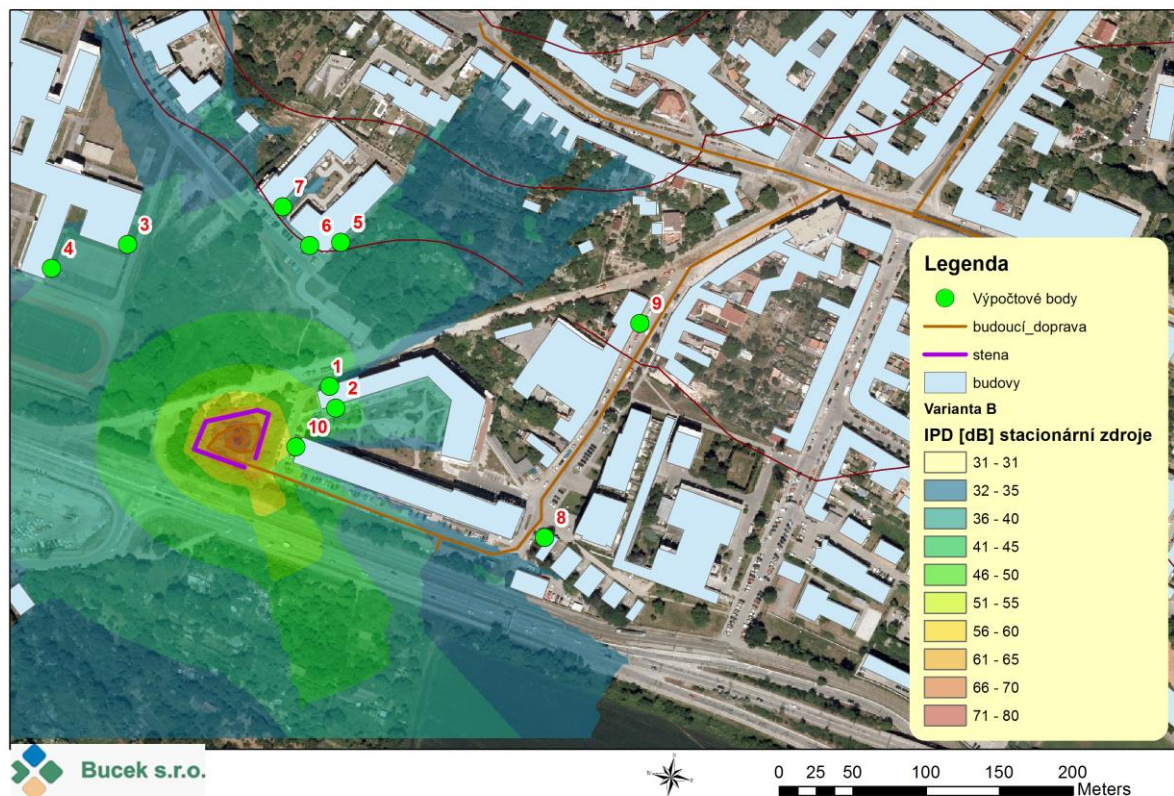 7
3
6
5
4
9
1
2
10
8
Legenda
Výpočtové body
budoucí_doprava
stena
budovy
Varianta B
IPD [dB] stacionární zdroje
31 - 31
32 - 35
36 - 40
41 - 45
46 - 50
51 - 55
56 - 60
61 - 65
66 - 70
71 - 80
Bucek s.r.o.
0 25 50 100 150 200
Meters